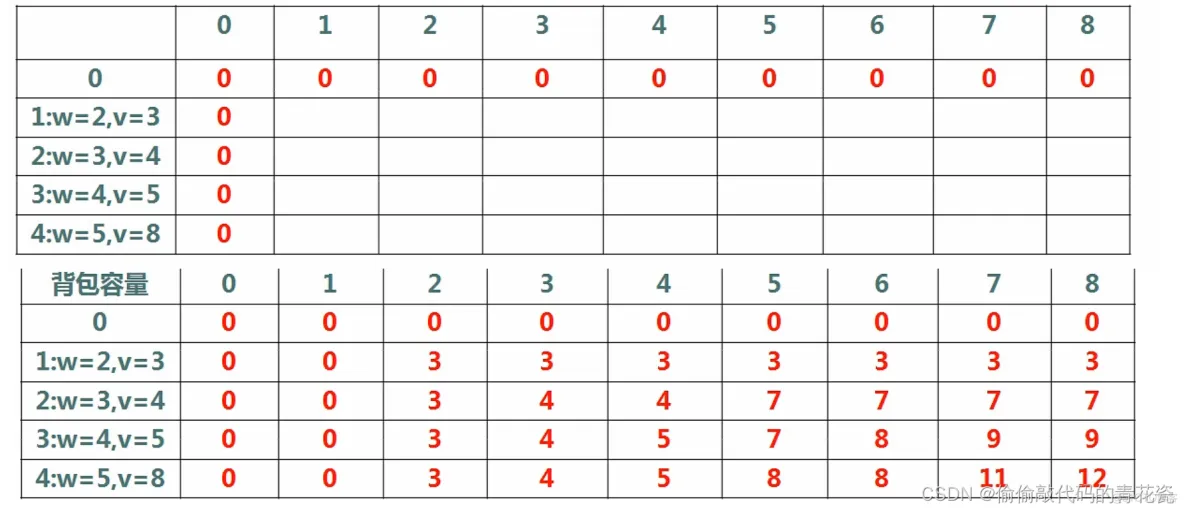 0 1 2 3 4 5 6 7 8
0 0 0 0 0 0 0 0 0 0
1:w=2,v=3 0
2:w=3,v=4 0
3:w=4,v=5 0
4:w=5,v=8 0
背包容量 0 1 2 3 4 5 6 7 8
0 0 0 0 0 0 0 0 0 0
1:w=2,v=3 0 0 3 3 3 3 3 3 3
2:w=3,v=4 0 0 3 4 4 7 7 7 7
3:w=4,v=5 0 0 3 4 5 7 8 9 9
4:w=5,v=8 0 0 3 4 5 8 8 11 12
CSDN @偷偷敲代码的青花瓷